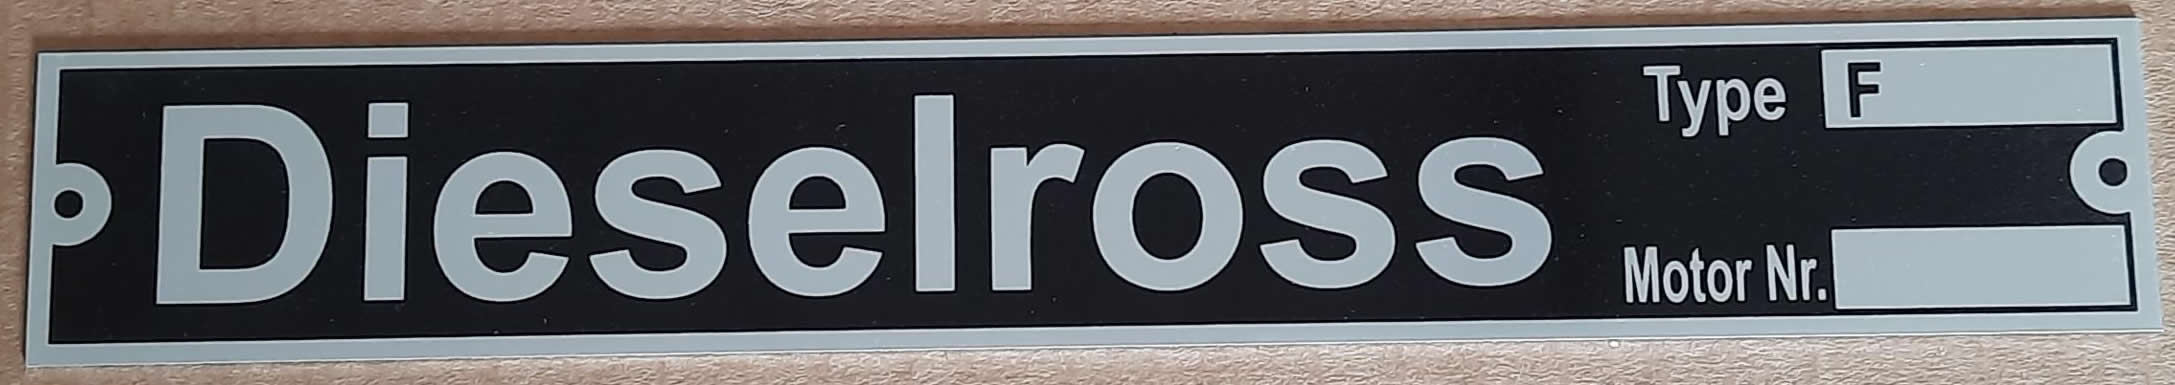 Dieselross
Type F
Motor Nr.